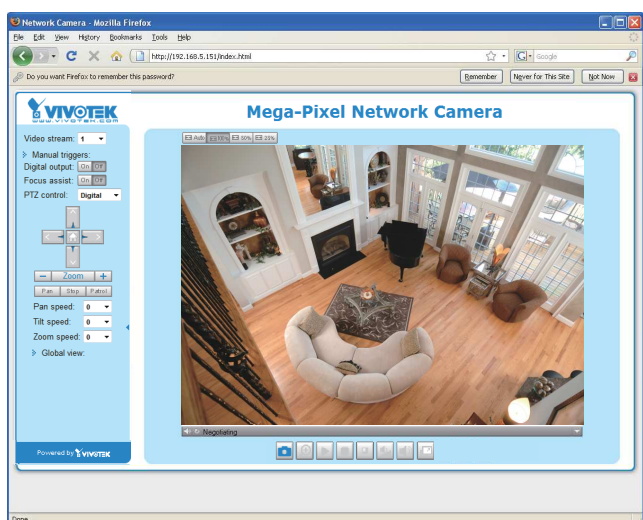 Network Camera - Mozilla Firefox
File Edit View History Bookmarks Tools Help
http://192.168.5.151/index.html
Google
Do you want Firefox to remember this password?
Remember Never for This Site Not Now
VIVOTEK
www.vivotek.com
Mega-Pixel Network Camera
Video stream: 1
Auto 100% 50% 25%
Manual triggers:
Digital output: On Off
Focus assist: On Off
PTZ control: Digital
Zoom
Pan Stop Patrol
Pan speed: 0
Tilt speed: 0
Zoom speed: 0
Global view:
Negotiating
Powered by VIVOTEK
Done